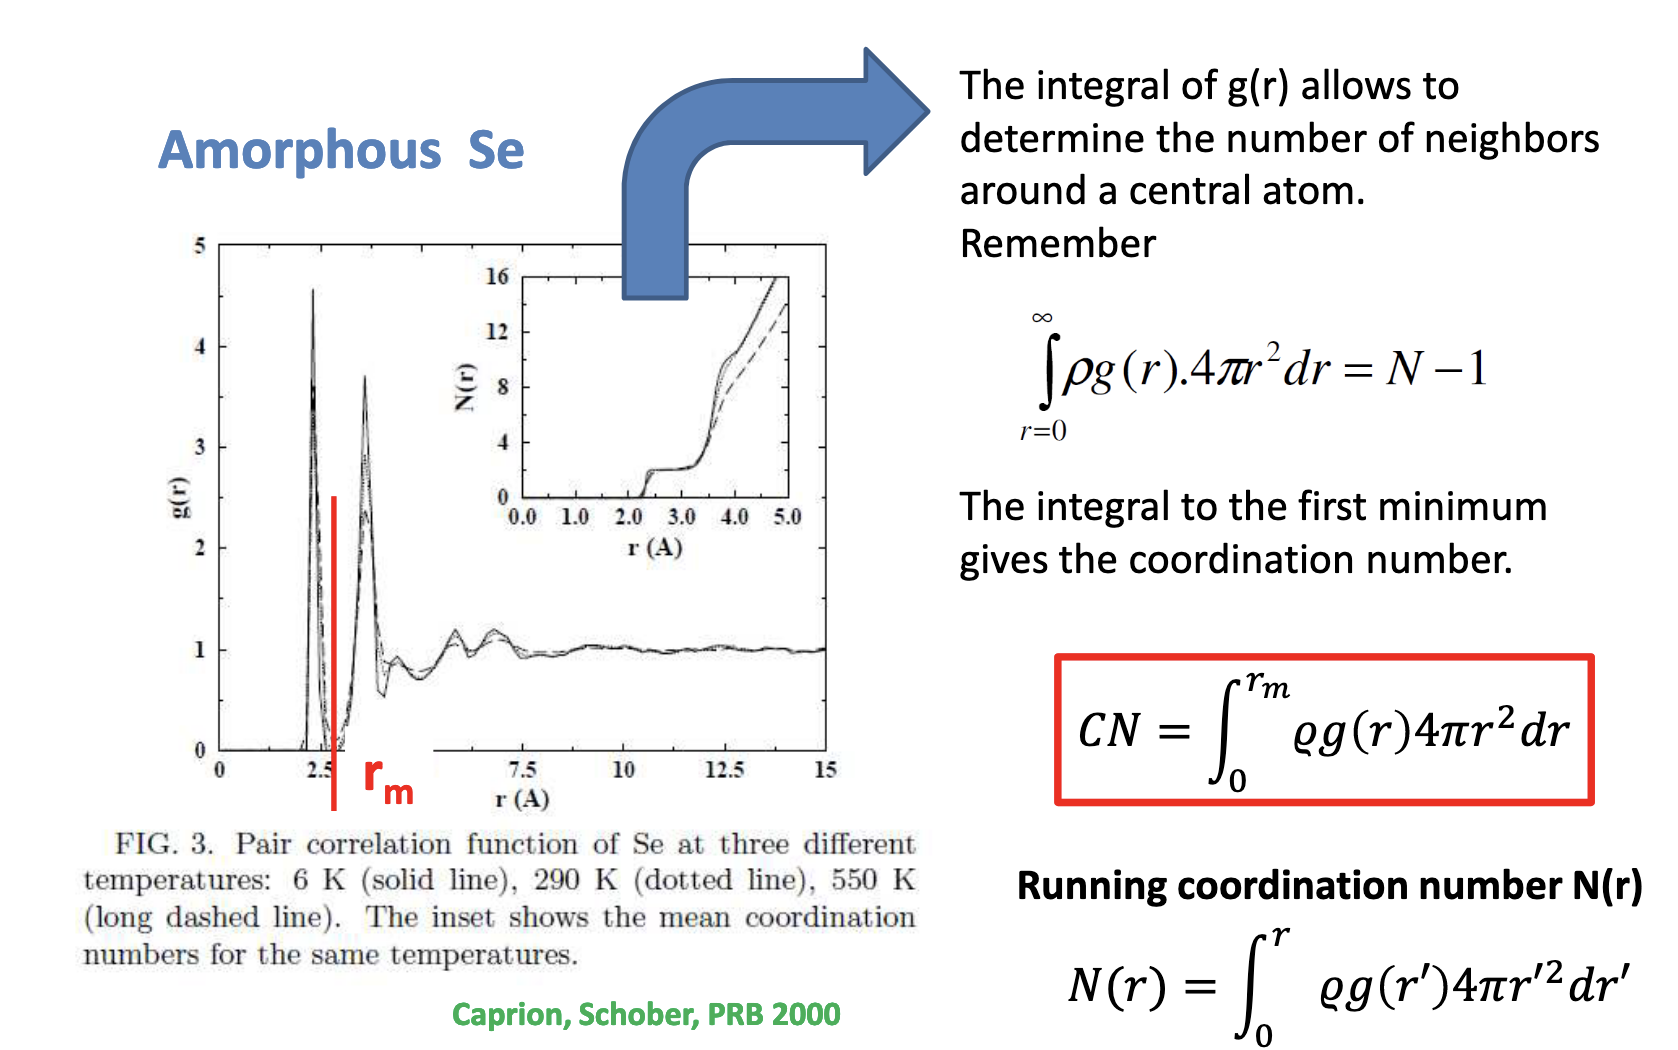 Amorphous Se
The integral of g(r) allows to
determine the number of neighbors
around a central atom.
Remember
∞
∫ρg(r).4πr²dr = N − 1
r=0
The integral to the first minimum
gives the coordination number.
CN = ∫₀^{r_m} ϱg(r)4πr²dr
Running coordination number N(r)
N(r) = ∫₀^r ϱg(r′)4πr′²dr′
5
4
3
2
1
0
g(r)
0 2.5 7.5 10 12.5 15
r (A)
r_m
16
12
8
4
0
N(r)
0.0 1.0 2.0 3.0 4.0 5.0
r (A)
FIG. 3. Pair correlation function of Se at three different
temperatures: 6 K (solid line), 290 K (dotted line), 550 K
(long dashed line). The inset shows the mean coordination
numbers for the same temperatures.
Caprion, Schober, PRB 2000